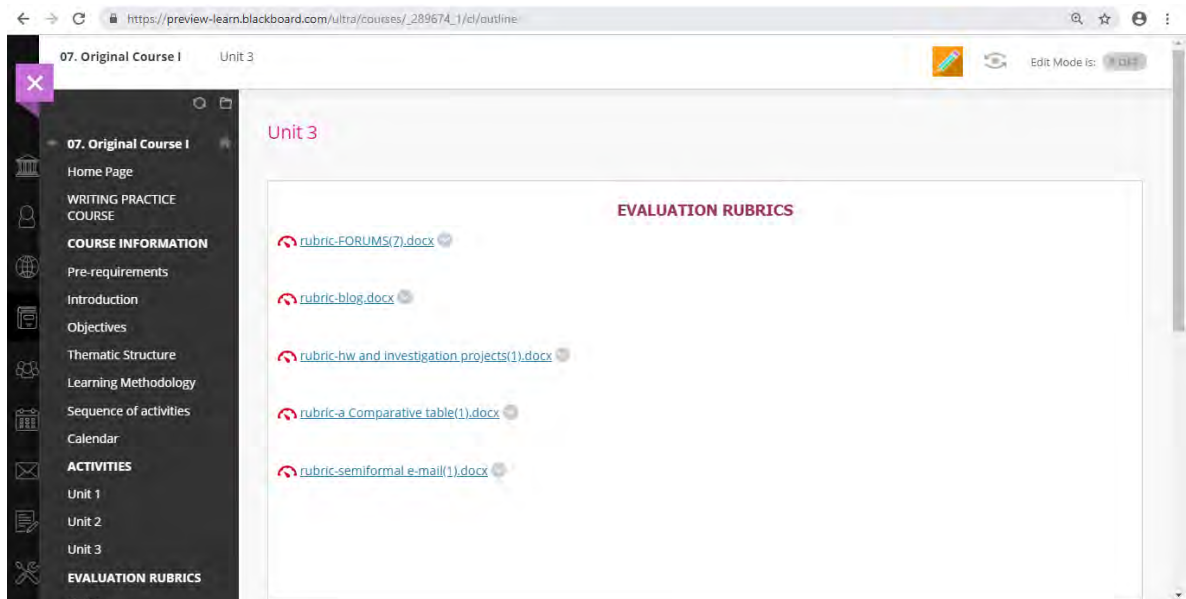 https://preview-learn.blackboard.com/ultra/courses/_289674_1/cl/outline
07. Original Course I Unit 3
Edit Mode is:
07. Original Course I
Home Page
WRITING PRACTICE
COURSE
COURSE INFORMATION
Pre-requirements
Introduction
Objectives
Thematic Structure
Learning Methodology
Sequence of activities
Calendar
ACTIVITIES
Unit 1
Unit 2
Unit 3
EVALUATION RUBRICS
Unit 3
EVALUATION RUBRICS
rubric-FORUMS(7).docx
rubric-blog.docx
rubric-hw and investigation projects(1).docx
rubric-a Comparative table(1).docx
rubric-semiformal e-mail(1).docx